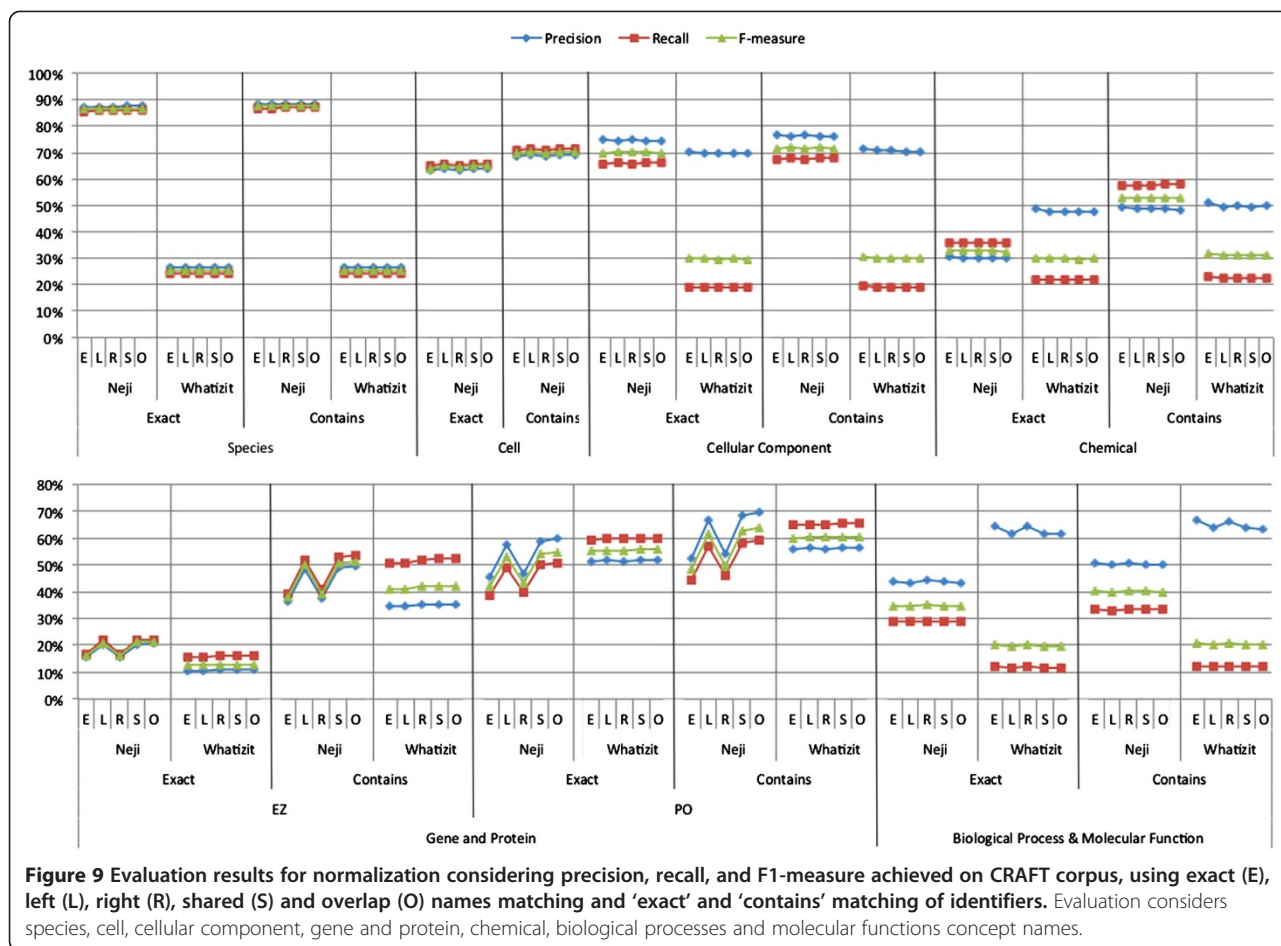 Precision Recall F-measure
100%
90%
80%
70%
60%
50%
40%
30%
20%
10%
0%
E L R S O E L R S O E L R S O E L R S O E L R S O E L R S O E L R S O E L R S O E L R S O E L R S O E L R S O E L R S O E L R S O E L R S O
Neji Whatizit Neji Whatizit Neji Neji Neji Whatizit Neji Whatizit Neji Whatizit Neji Whatizit
Exact Contains Exact Contains Exact Contains Exact Contains
Species Cell Cellular Component Chemical
80%
70%
60%
50%
40%
30%
20%
10%
0%
E L R S O E L R S O E L R S O E L R S O E L R S O E L R S O E L R S O E L R S O E L R S O E L R S O E L R S O E L R S O
Neji Whatizit Neji Whatizit Neji Whatizit Neji Whatizit Neji Whatizit Neji Whatizit
Exact Contains Exact Contains Exact Contains
EZ PO
Gene and Protein Biological Process & Molecular Function
Figure 9 Evaluation results for normalization considering precision, recall, and F1-measure achieved on CRAFT corpus, using exact (E),
left (L), right (R), shared (S) and overlap (O) names matching and ‘exact’ and ‘contains’ matching of identifiers. Evaluation considers
species, cell, cellular component, gene and protein, chemical, biological processes and molecular functions concept names.